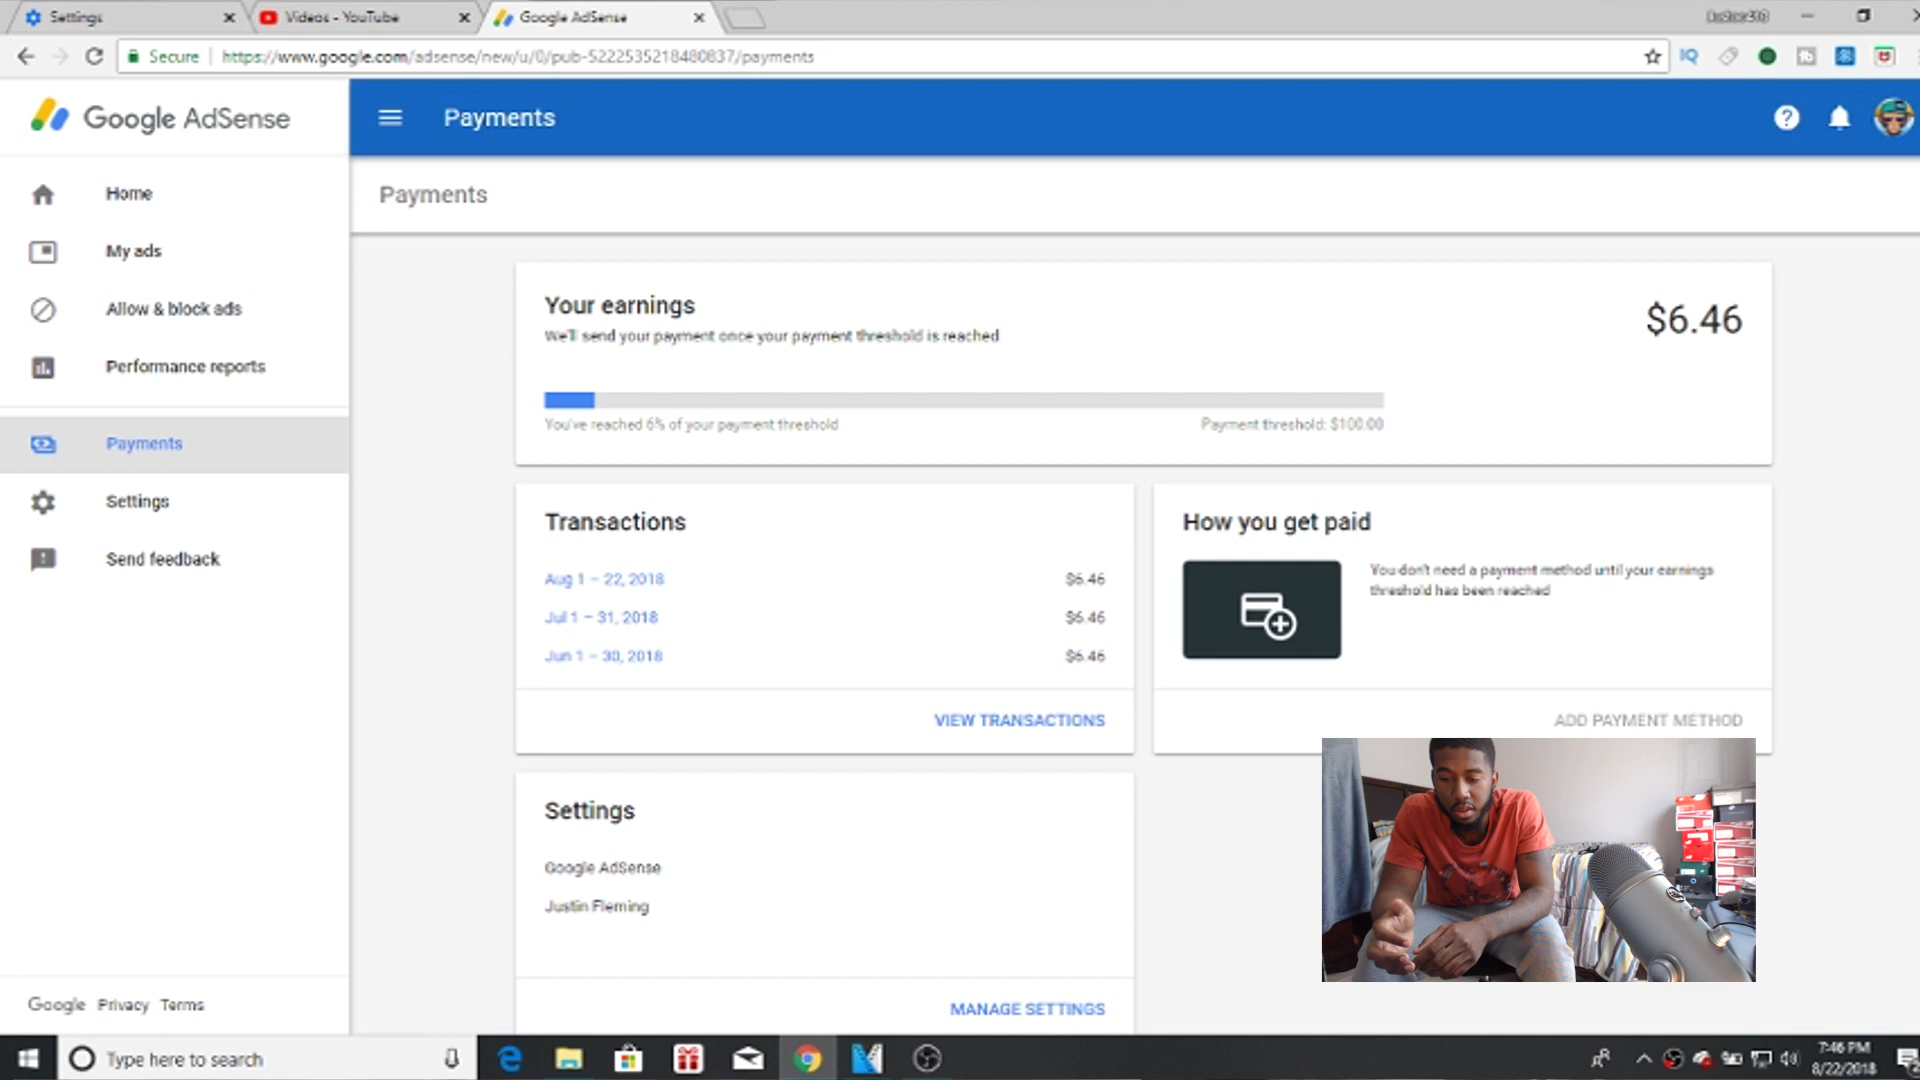 Settings
Videos - YouTube
Google AdSense
Secure
https://www.google.com/adsense/new/u/0/pub-5222535218480837/payments
Google AdSense
Payments
Home
My ads
Allow & block ads
Performance reports
Payments
Settings
Send feedback
Google Privacy Terms
Payments
Your earnings
$6.46
We'll send your payment once your payment threshold is reached
You've reached 6% of your payment threshold
Payment threshold: $100.00
Transactions
Aug 1 – 22, 2018 $6.46
Jul 1 – 31, 2018 $6.46
Jun 1 – 30, 2018 $6.46
VIEW TRANSACTIONS
How you get paid
You don't need a payment method until your earnings
threshold has been reached
ADD PAYMENT METHOD
Settings
Google AdSense
Justin Fleming
MANAGE SETTINGS
Type here to search
7:46 PM
8/22/2018